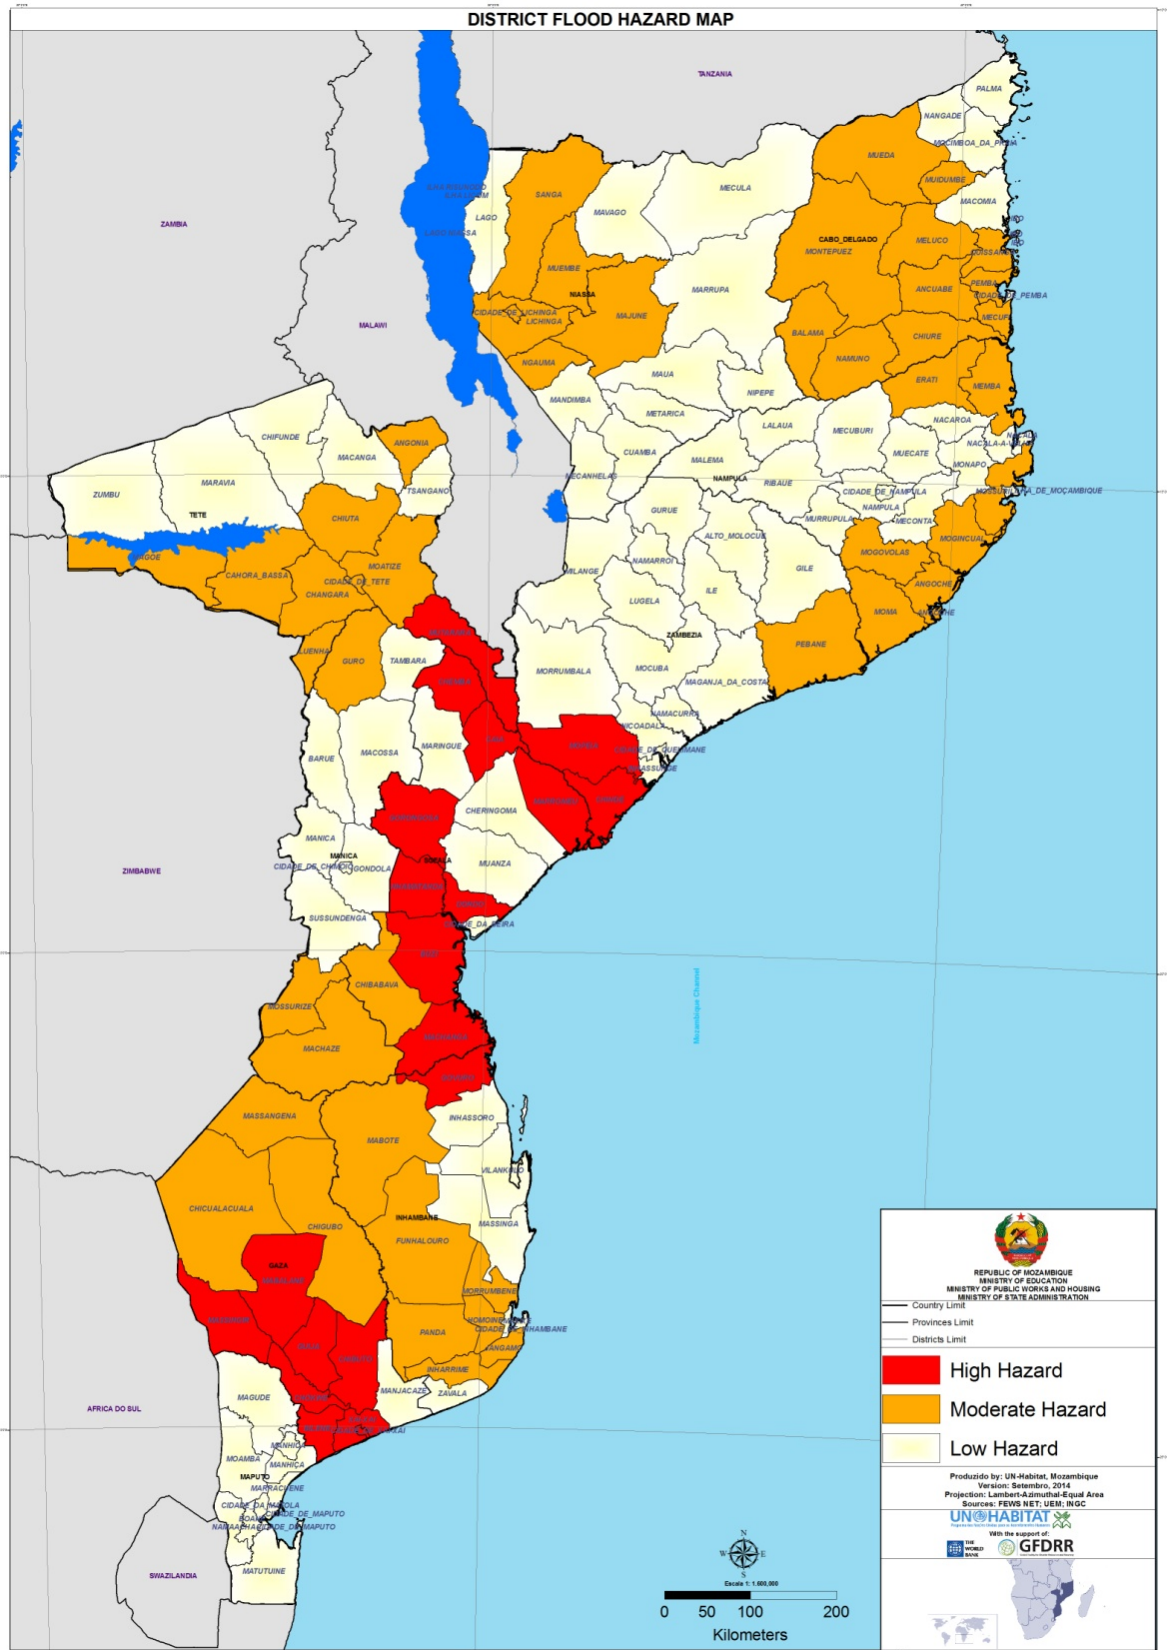 DISTRICT FLOOD HAZARD MAP
TANZANIA
PALMA
NANGADE
MUEDA
MUIDUMBE
MACOMIA
MECULA
SANGA
MAVAGO
LAGO
ZAMBIA
CABO_DELGADO
MONTEPUEZ
MELUCO
MUEMBE
NIASSA
MARRUPA
ANCUABE
PEMBA
CIDADE_DE_LICHINGA
LICHINGA
MAJUNE
MALAWI
BALAMA
CHIURE
NAMUNO
NGAUMA
MAUA
ERATI
MEMBA
NIPEPE
MANDIMBA
METARICA
LALAUA
MECUBURI
NACAROA
CHIFUNDE
ANGONIA
CUAMBA
MALEMA
MUECATE
MONAPO
MACANGA
MECANHELAS
NAMPULA
RIBAUE
MARAVIA
TSANGANO
ZUMBU
CIDADE_DE_NAMPULA
NAMPULA
TETE
CHIUTA
GURUE
MURRUPULA
MECONTA
ALTO_MOLOCUE
MOGINCUAL
MOGOVOLAS
MOATIZE
CAHORA_BASSA
CIDADE_DE_TETE
CHANGARA
NAMARROI
GILE
LUGELA
ILE
ANGOCHE
MOMA
ZAMBEZIA
PEBANE
LUENHA
GURO
TAMBARA
MORRUMBALA
MOCUBA
MAGANJA_DA_COSTA
NAMACURRA
NICOADALA
BARUE
MACOSSA
MARINGUE
CHERINGOMA
MANICA
MANICA
GONDOLA
MUANZA
ZIMBABWE
SUSSUNDENGA
CHIBABAVA
MOSSURIZE
MACHAZE
Mozambique Channel
MASSANGENA
INHASSORO
MABOTE
VILANKULO
CHICUALACUALA
INHAMBANE
MASSINGA
CHIGUBO
FUNHALOURO
GAZA
MORRUMBENE
PANDA
INHARRIME
MANJACAZE
ZAVALA
MAGUDE
AFRICA DO SUL
MANHIÇA
MOAMBA
MAPUTO
MARRACUENE
CIDADE_DE_MAPUTO
MATUTUINE
SWAZILANDIA
REPUBLIC OF MOZAMBIQUE
MINISTRY OF EDUCATION
MINISTRY OF PUBLIC WORKS AND HOUSING
MINISTRY OF STATE ADMINISTRATION
Country Limit
Provinces Limit
Districts Limit
High Hazard
Moderate Hazard
Low Hazard
Produzido by: UN-Habitat, Mozambique
Version: Setembro, 2014
Projection: Lambert-Azimuthal-Equal Area
Sources: FEWS NET; UEM; INGC
UN HABITAT
With the support of:
THE WORLD BANK
GFDRR
N
W E
S
Escala 1: 1.600,000
0 50 100 200
Kilometers